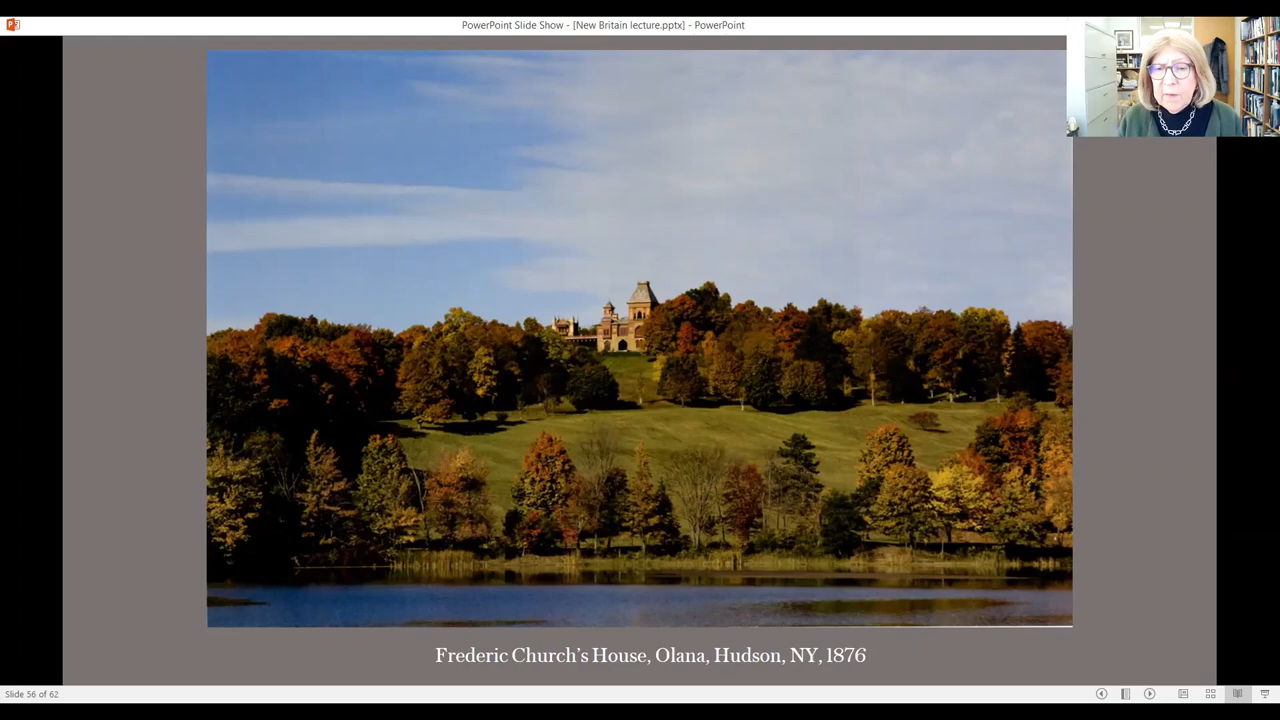 PowerPoint Slide Show - [New Britain lecture.pptx] - PowerPoint
Frederic Church's House, Olana, Hudson, NY, 1876
Slide 56 of 62